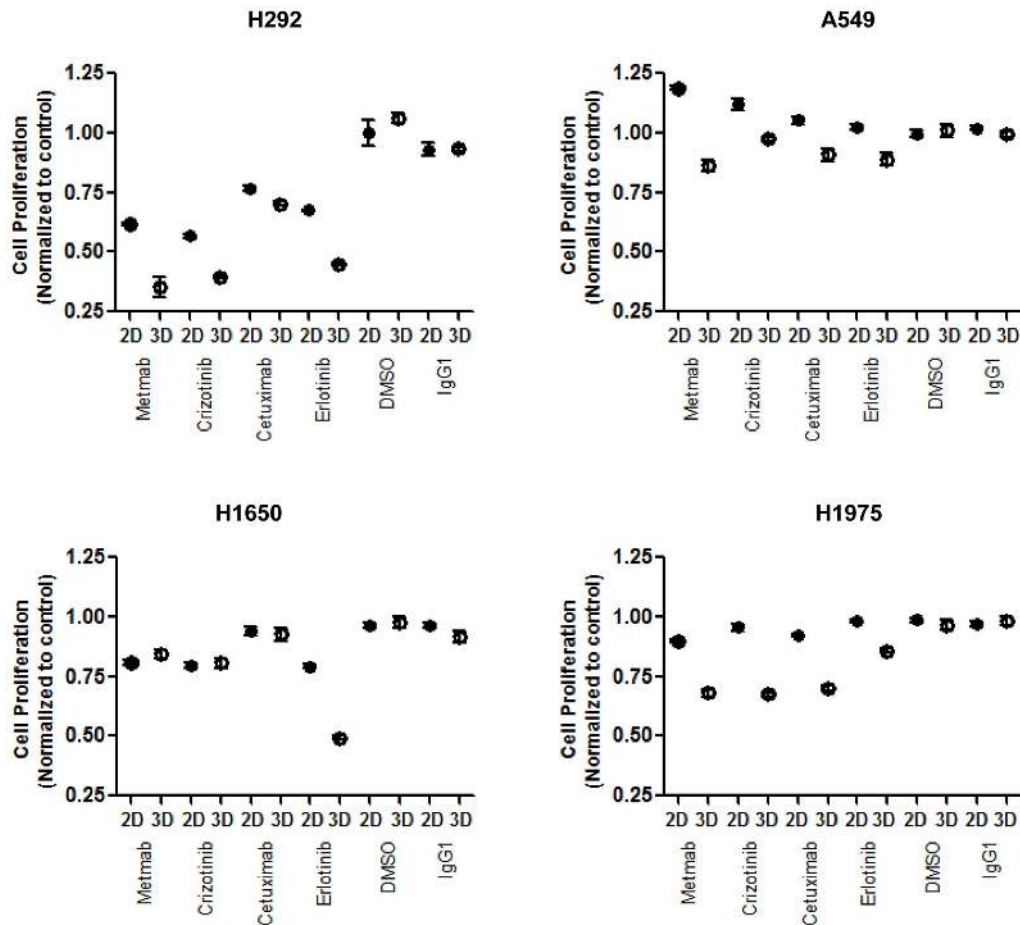 H292
Cell Proliferation
(Normalized to control)
1.25
1.00
0.75
0.50
0.25
2D 3D 2D 3D 2D 3D 2D 3D 2D 3D 2D 3D
Metmab
Crizotinib
Cetuximab
Erlotinib
DMSO
IgG1
A549
Cell Proliferation
(Normalized to control)
1.25
1.00
0.75
0.50
0.25
2D 3D 2D 3D 2D 3D 2D 3D 2D 3D 2D 3D
Metmab
Crizotinib
Cetuximab
Erlotinib
DMSO
IgG1
H1650
Cell Proliferation
(Normalized to control)
1.25
1.00
0.75
0.50
0.25
2D 3D 2D 3D 2D 3D 2D 3D 2D 3D 2D 3D
Metmab
Crizotinib
Cetuximab
Erlotinib
DMSO
IgG1
H1975
Cell Proliferation
(Normalized to control)
1.25
1.00
0.75
0.50
0.25
2D 3D 2D 3D 2D 3D 2D 3D 2D 3D 2D 3D
Metmab
Crizotinib
Cetuximab
Erlotinib
DMSO
IgG1